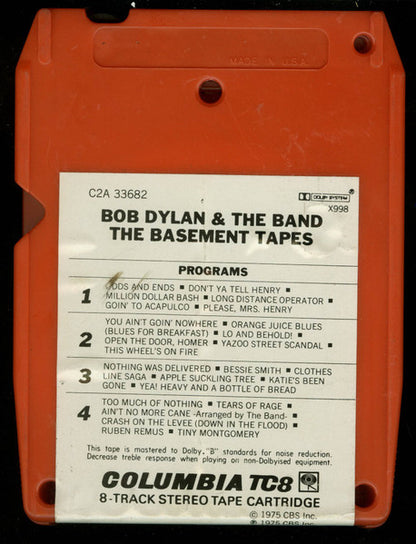 MADE IN U.S.A.
C2A 33682
DOLBY SYSTEM ®
X998
BOB DYLAN & THE BAND
THE BASEMENT TAPES
PROGRAMS
1 ODDS AND ENDS ▪ DON'T YA TELL HENRY ▪
MILLION DOLLAR BASH ▪ LONG DISTANCE OPERATOR ▪
GOIN' TO ACAPULCO ▪ PLEASE, MRS. HENRY
2 YOU AIN'T GOIN' NOWHERE ▪ ORANGE JUICE BLUES
(BLUES FOR BREAKFAST) ▪ LO AND BEHOLD! ▪
OPEN THE DOOR, HOMER ▪ YAZOO STREET SCANDAL ▪
THIS WHEEL'S ON FIRE
3 NOTHING WAS DELIVERED ▪ BESSIE SMITH ▪ CLOTHES
LINE SAGA ▪ APPLE SUCKLING TREE ▪ KATIE'S BEEN
GONE ▪ YEA! HEAVY AND A BOTTLE OF BREAD
4 TOO MUCH OF NOTHING ▪ TEARS OF RAGE ▪
AIN'T NO MORE CANE -Arranged by The Band- ▪
CRASH ON THE LEVEE (DOWN IN THE FLOOD) ▪
RUBEN REMUS ▪ TINY MONTGOMERY
This tape is mastered to Dolby "B" standards for noise reduction.
Decrease treble response when playing on non-Dolbyised equipment.
COLUMBIA TC8
8-TRACK STEREO TAPE CARTRIDGE
© 1975 CBS Inc.
℗ 1975 CBS Inc.